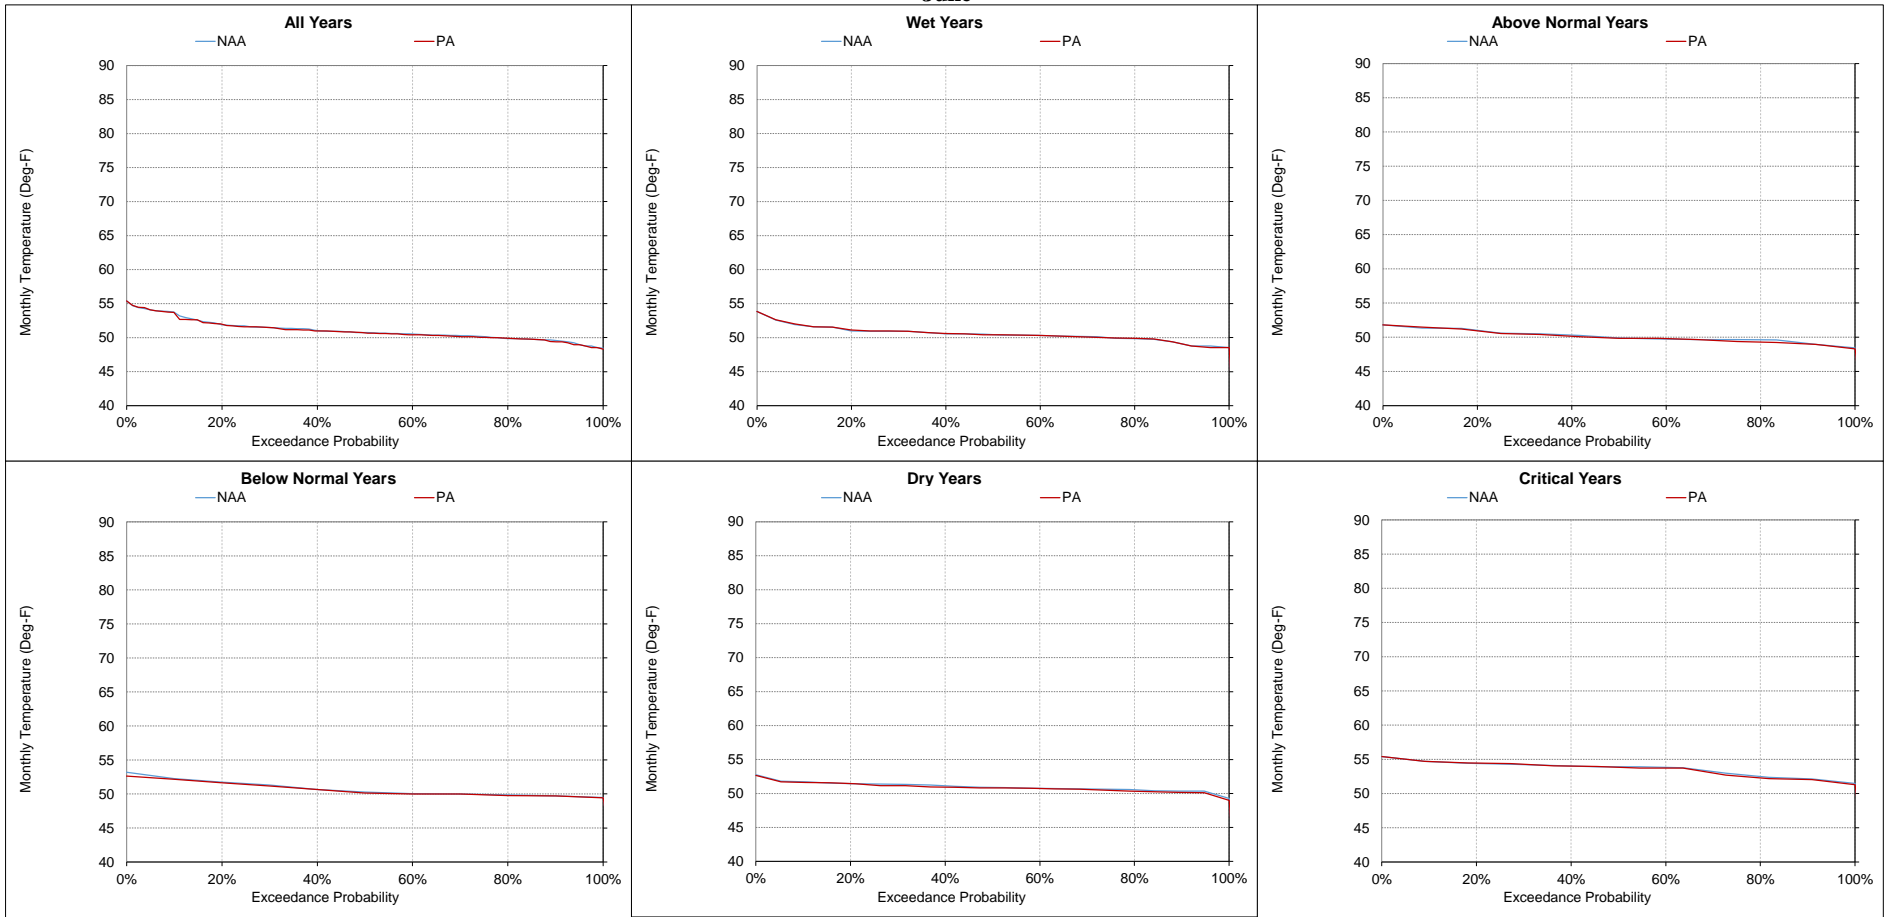 All Years
NAA PA
90
85
80
75
70
65
60
55
50
45
40
Monthly Temperature (Deg-F)
0% 20% 40% 60% 80% 100%
Exceedance Probability
Wet Years
NAA PA
90
85
80
75
70
65
60
55
50
45
40
Monthly Temperature (Deg-F)
0% 20% 40% 60% 80% 100%
Exceedance Probability
Above Normal Years
NAA PA
90
85
80
75
70
65
60
55
50
45
40
Monthly Temperature (Deg-F)
0% 20% 40% 60% 80% 100%
Exceedance Probability
Below Normal Years
NAA PA
90
85
80
75
70
65
60
55
50
45
40
Monthly Temperature (Deg-F)
0% 20% 40% 60% 80% 100%
Exceedance Probability
Dry Years
NAA PA
90
85
80
75
70
65
60
55
50
45
40
Monthly Temperature (Deg-F)
0% 20% 40% 60% 80% 100%
Exceedance Probability
Critical Years
NAA PA
90
85
80
75
70
65
60
55
50
45
40
Monthly Temperature (Deg-F)
0% 20% 40% 60% 80% 100%
Exceedance Probability